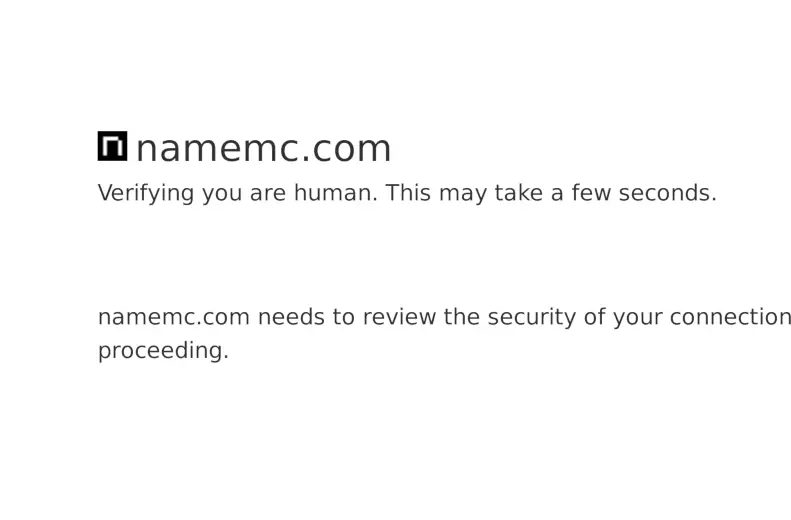 namemc.com
Verifying you are human. This may take a few seconds.
namemc.com needs to review the security of your connection
proceeding.